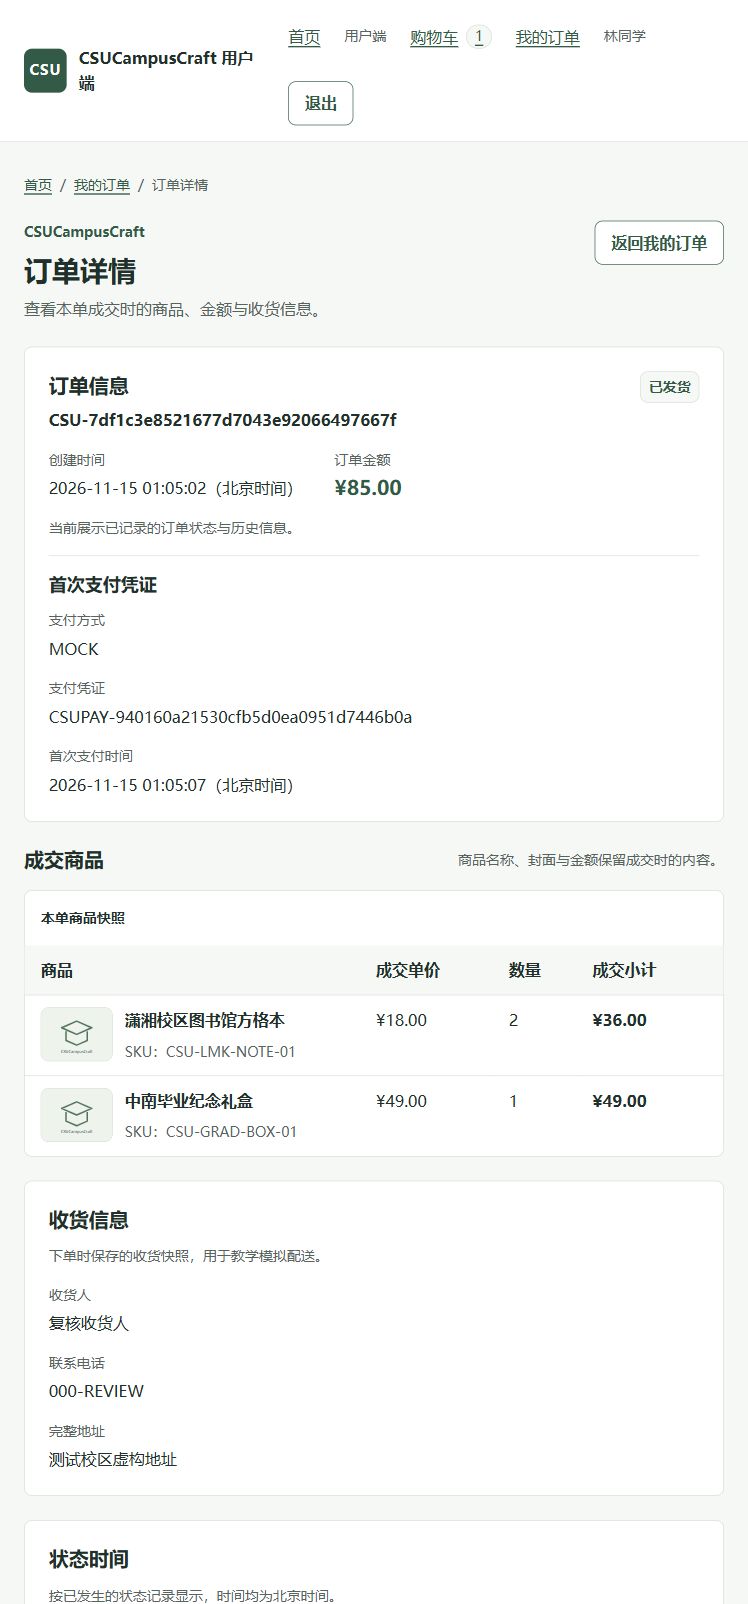 CSU
CSUCampusCraft 用户
端
首页 用户端 购物车 1 我的订单 林同学
退出
首页 / 我的订单 / 订单详情
CSUCampusCraft
订单详情
返回我的订单
查看本单成交时的商品、金额与收货信息。
订单信息
已发货
CSU-7df1c3e8521677d7043e92066497667f
创建时间 订单金额
2026-11-15 01:05:02（北京时间） ¥85.00
当前展示已记录的订单状态与历史信息。
首次支付凭证
支付方式
MOCK
支付凭证
CSUPAY-940160a21530cfb5d0ea0951d7446b0a
首次支付时间
2026-11-15 01:05:07（北京时间）
成交商品
商品名称、封面与金额保留成交时的内容。
本单商品快照
商品 成交单价 数量 成交小计
CSUCampusCraft
潇湘校区图书馆方格本 ¥18.00 2 ¥36.00
SKU：CSU-LMK-NOTE-01
CSUCampusCraft
中南毕业纪念礼盒 ¥49.00 1 ¥49.00
SKU：CSU-GRAD-BOX-01
收货信息
下单时保存的收货快照，用于教学模拟配送。
收货人
复核收货人
联系电话
000-REVIEW
完整地址
测试校区虚构地址
状态时间
按已发生的状态记录显示，时间均为北京时间。